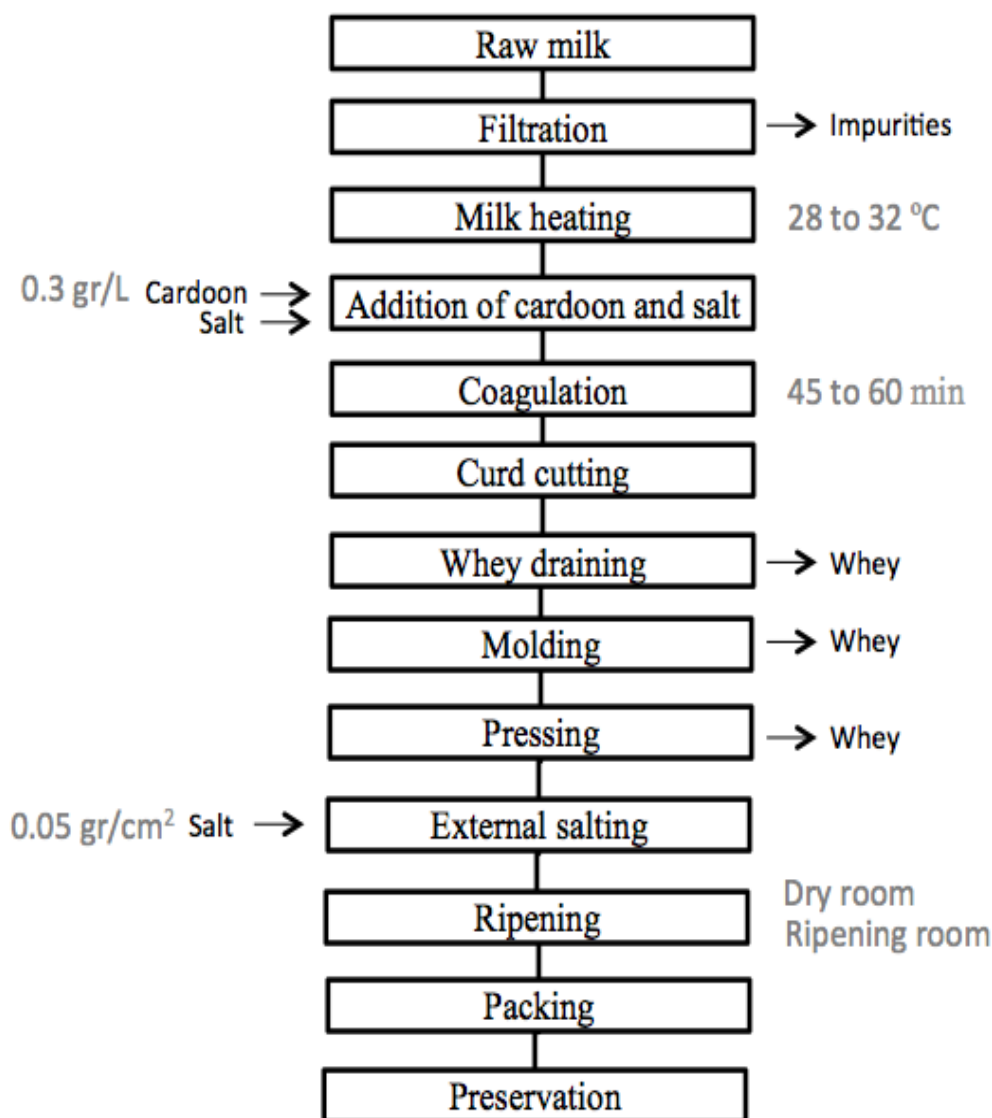 Raw milk
Filtration
Impurities
Milk heating
28 to 32 ºC
0.3 gr/L Cardoon
Salt
Addition of cardoon and salt
Coagulation
45 to 60 min
Curd cutting
Whey draining
Whey
Molding
Whey
Pressing
Whey
0.05 gr/cm² Salt
External salting
Ripening
Dry room
Ripening room
Packing
Preservation